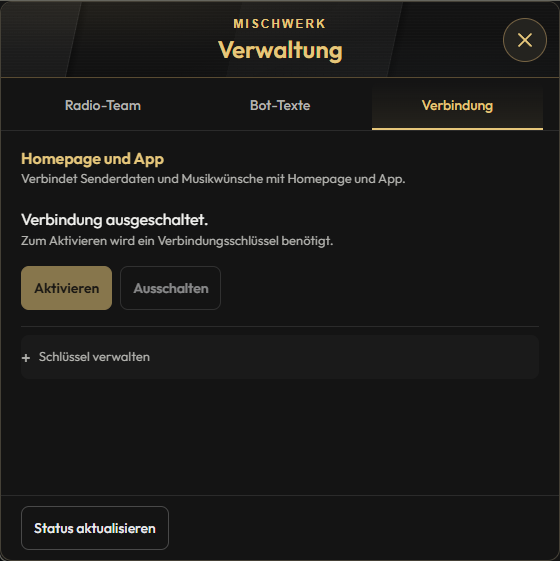 MISCHWERK
Verwaltung
Radio-Team
Bot-Texte
Verbindung
Homepage und App
Verbindet Senderdaten und Musikwünsche mit Homepage und App.
Verbindung ausgeschaltet.
Zum Aktivieren wird ein Verbindungsschlüssel benötigt.
Aktivieren
Ausschalten
+ Schlüssel verwalten
Status aktualisieren